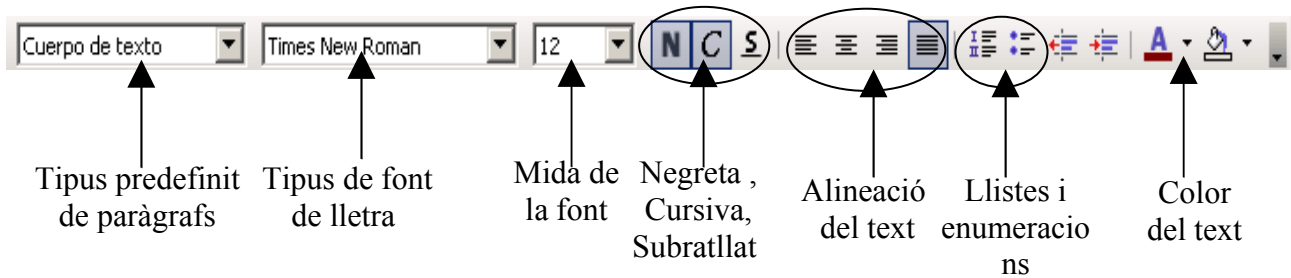 Cuerpo de texto
Times New Roman
12
N C S
A
Tipus predefinit
de paràgrafs
Tipus de font
de lletra
Mida de
la font
Negreta ,
Cursiva,
Subratllat
Alineació
del text
Llistes i
enumeracio
ns
Color
del text